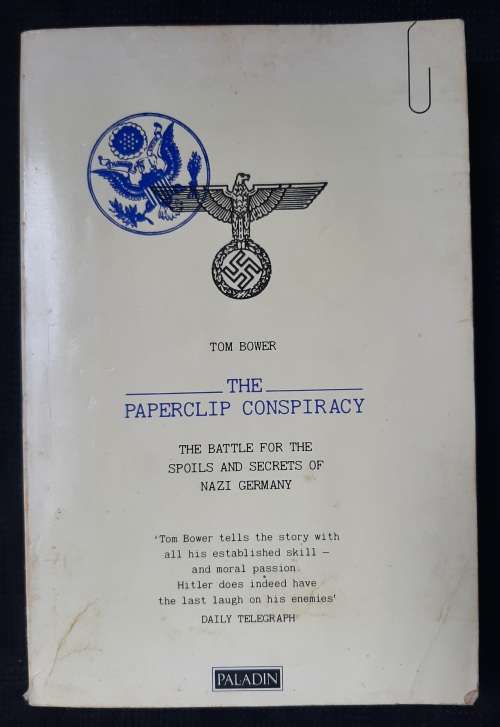 TOM BOWER
THE
PAPERCLIP CONSPIRACY
THE BATTLE FOR THE
SPOILS AND SECRETS OF
NAZI GERMANY
'Tom Bower tells the story with
all his established skill –
and moral passion.
Hitler does indeed have
the last laugh on his enemies'
DAILY TELEGRAPH
PALADIN